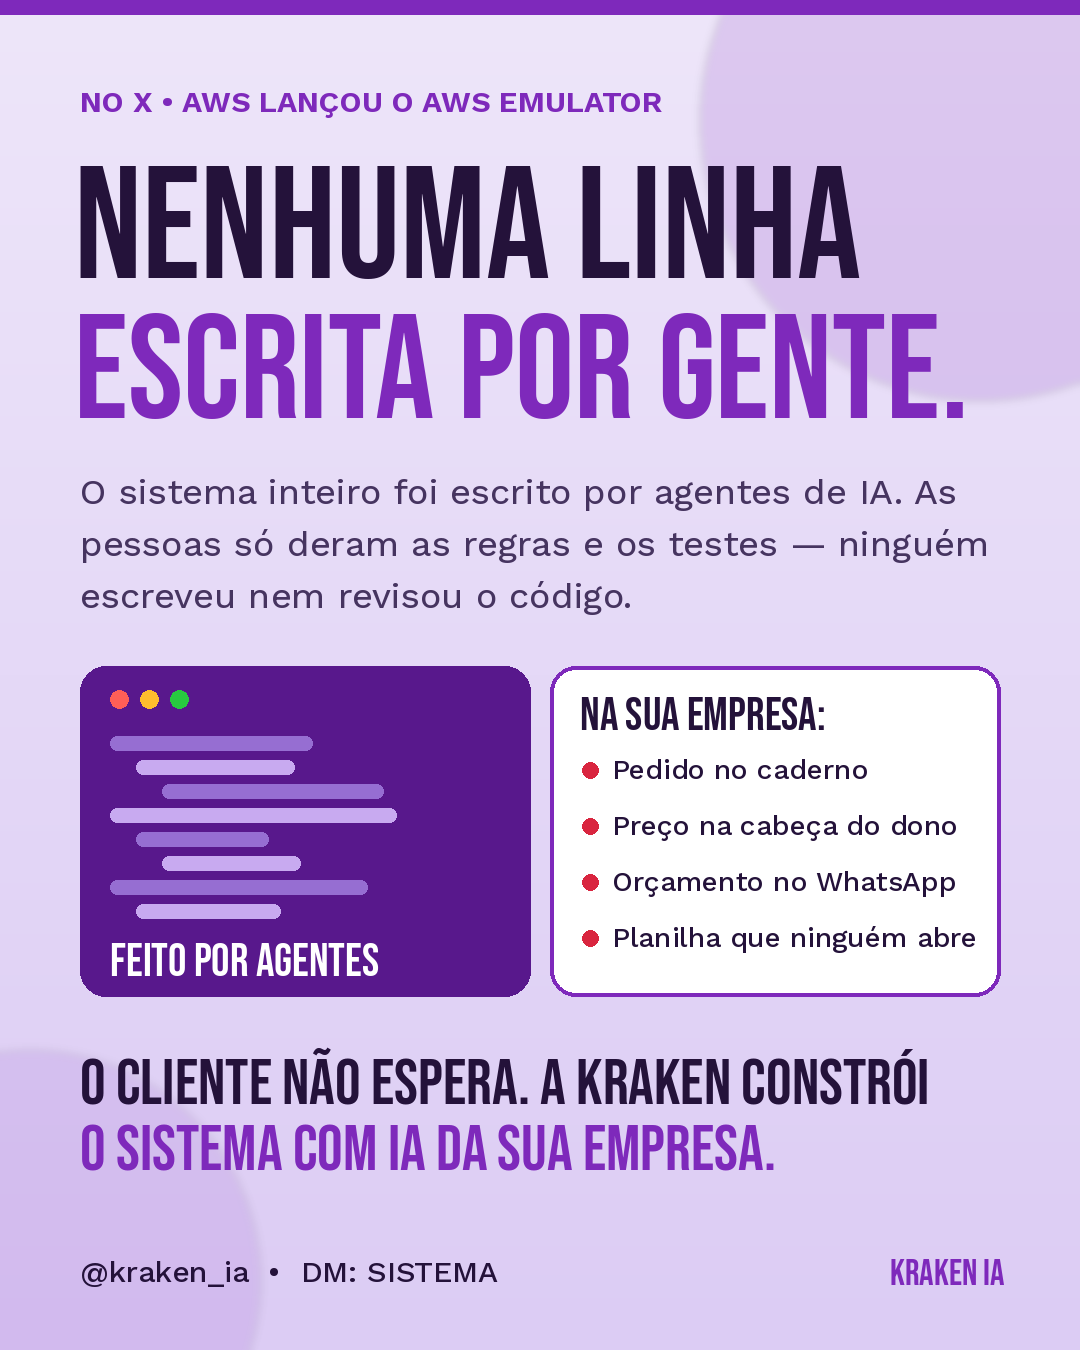 NO X • AWS LANÇOU O AWS EMULATOR
NENHUMA LINHA
ESCRITA POR GENTE.
O sistema inteiro foi escrito por agentes de IA. As
pessoas só deram as regras e os testes — ninguém
escreveu nem revisou o código.
FEITO POR AGENTES
NA SUA EMPRESA:
Pedido no caderno
Preço na cabeça do dono
Orçamento no WhatsApp
Planilha que ninguém abre
O CLIENTE NÃO ESPERA. A KRAKEN CONSTRÓI
O SISTEMA COM IA DA SUA EMPRESA.
@kraken_ia • DM: SISTEMA
KRAKEN IA